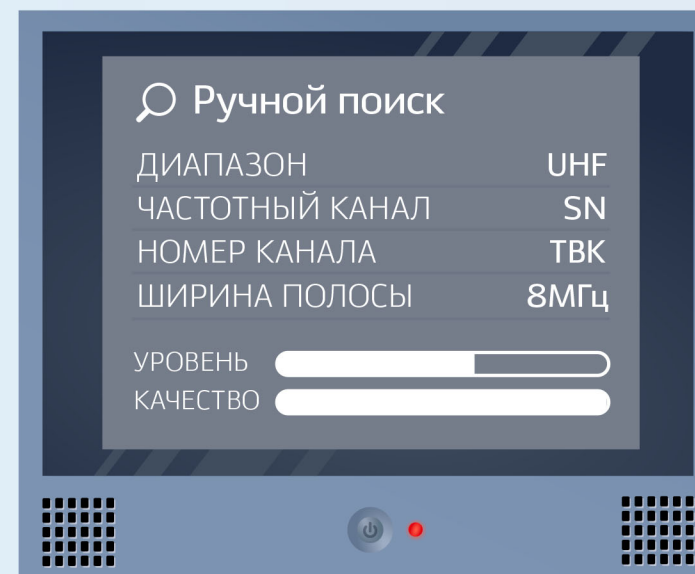 Ручной поиск
ДИАПАЗОН UHF
ЧАСТОТНЫЙ КАНАЛ SN
НОМЕР КАНАЛА ТВК
ШИРИНА ПОЛОСЫ 8МГц
УРОВЕНЬ
КАЧЕСТВО